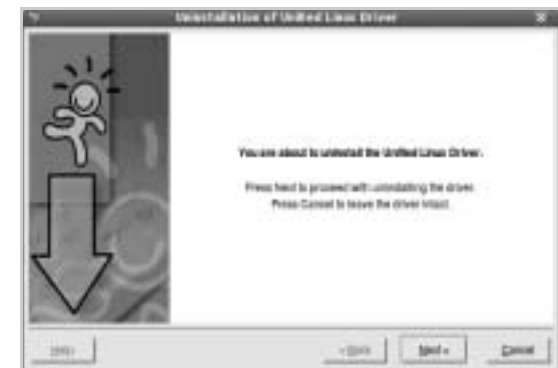 Uninstallation of Unified Linux Driver
You are about to uninstall the Unified Linux Driver.
Press Next to proceed with uninstalling the driver.
Press Cancel to leave the driver intact.
Help
< Back
Next >
Cancel